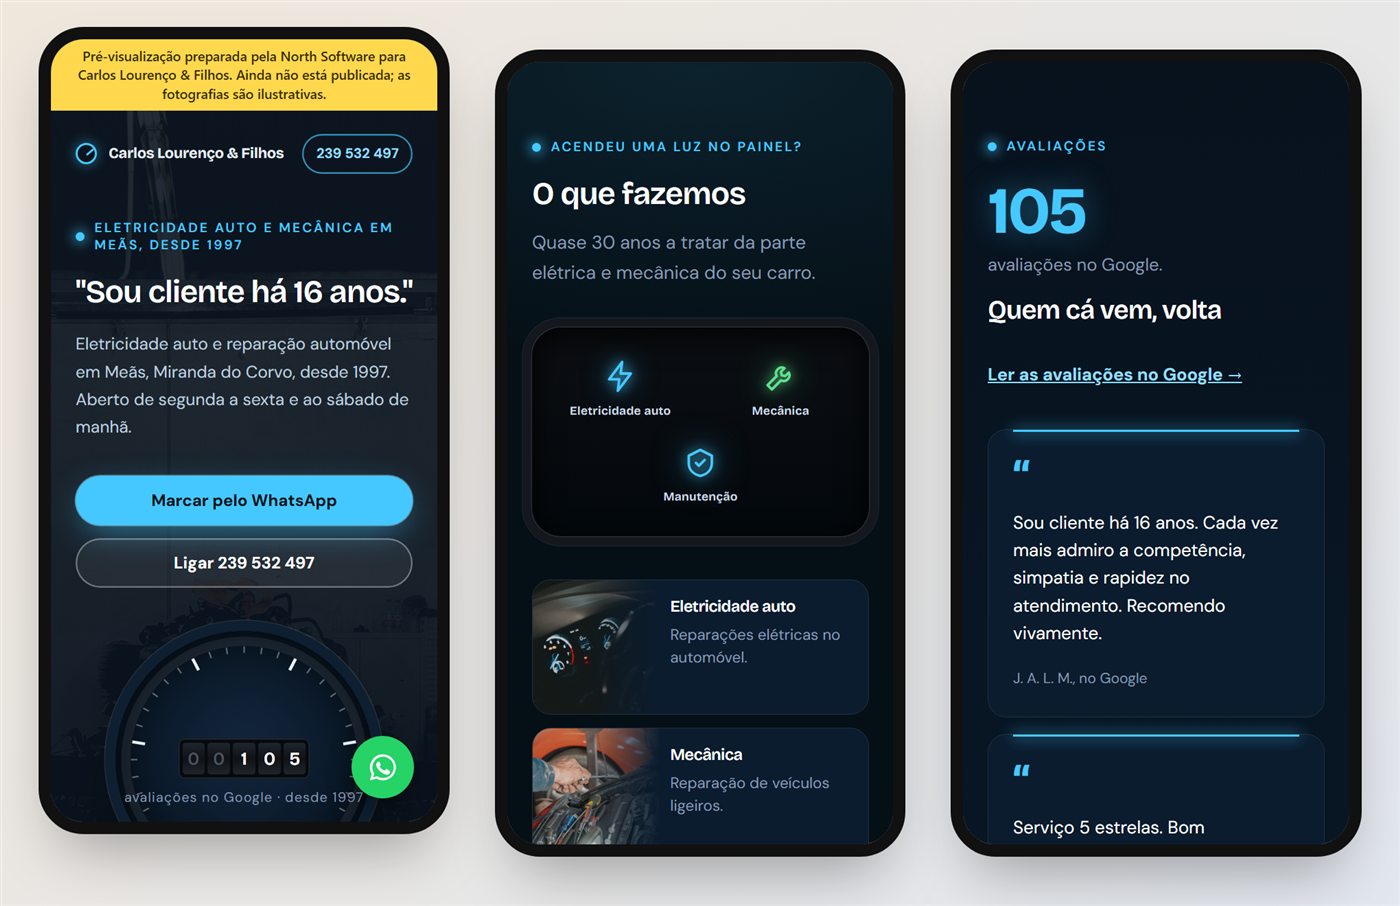 Pré-visualização preparada pela North Software para
Carlos Lourenço & Filhos. Ainda não está publicada; as
fotografias são ilustrativas.
Carlos Lourenço & Filhos
239 532 497
ELETRICIDADE AUTO E MECÂNICA EM
MEÃS, DESDE 1997
"Sou cliente há 16 anos."
Eletricidade auto e reparação automóvel
em Meãs, Miranda do Corvo, desde 1997.
Aberto de segunda a sexta e ao sábado de
manhã.
Marcar pelo WhatsApp
Ligar 239 532 497
0 0 1 0 5
avaliações no Google · desde 1997
ACENDEU UMA LUZ NO PAINEL?
O que fazemos
Quase 30 anos a tratar da parte
elétrica e mecânica do seu carro.
Eletricidade auto
Mecânica
Manutenção
Eletricidade auto
Reparações elétricas no
automóvel.
Mecânica
Reparação de veículos
ligeiros.
AVALIAÇÕES
105
avaliações no Google.
Quem cá vem, volta
Ler as avaliações no Google →
“
Sou cliente há 16 anos. Cada vez
mais admiro a competência,
simpatia e rapidez no
atendimento. Recomendo
vivamente.
J. A. L. M., no Google
“
Serviço 5 estrelas. Bom